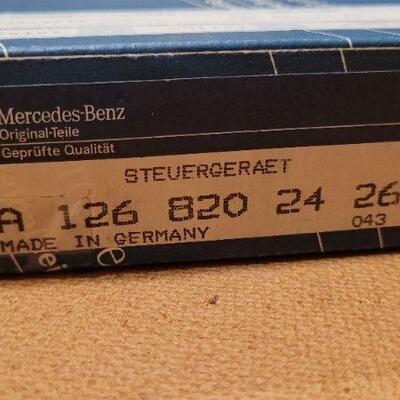 Mercedes-Benz
Original-Teile
Geprüfte Qualität
STEUERGERAET
A 126 820 24 26
043
MADE IN GERMANY